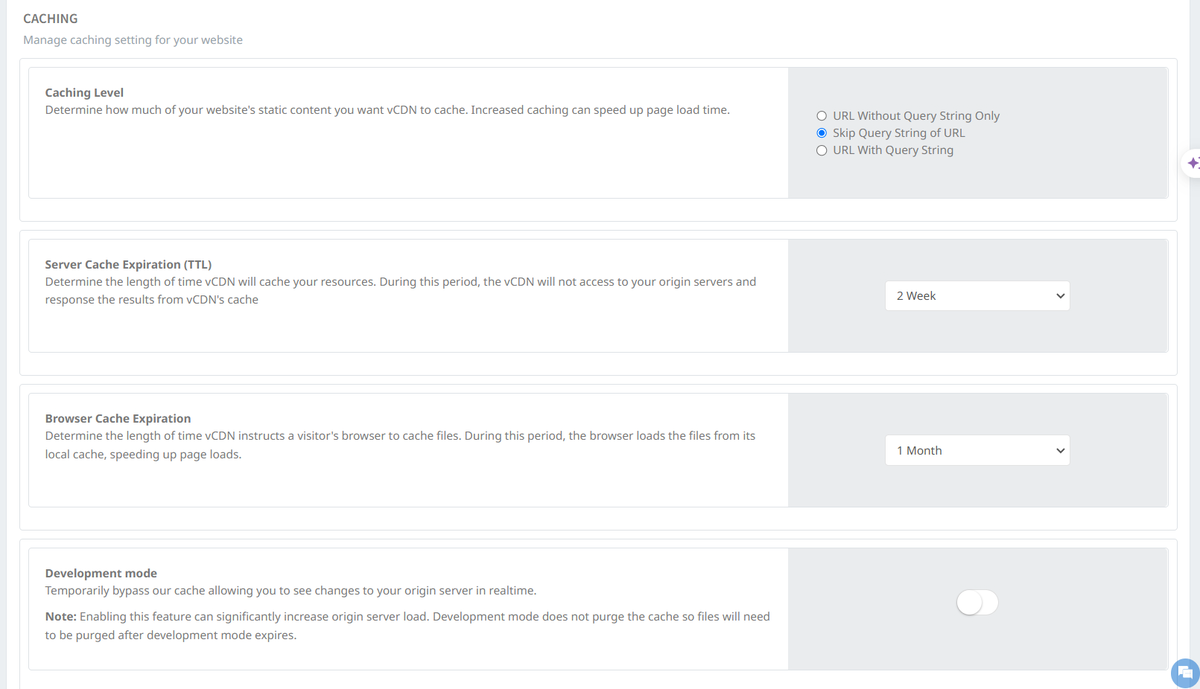 CACHING
Manage caching setting for your website
Caching Level
Determine how much of your website's static content you want vCDN to cache. Increased caching can speed up page load time.
URL Without Query String Only
Skip Query String of URL
URL With Query String
Server Cache Expiration (TTL)
Determine the length of time vCDN will cache your resources. During this period, the vCDN will not access to your origin servers and
response the results from vCDN's cache
2 Week
Browser Cache Expiration
Determine the length of time vCDN instructs a visitor's browser to cache files. During this period, the browser loads the files from its
local cache, speeding up page loads.
1 Month
Development mode
Temporarily bypass our cache allowing you to see changes to your origin server in realtime.
Note: Enabling this feature can significantly increase origin server load. Development mode does not purge the cache so files will need
to be purged after development mode expires.